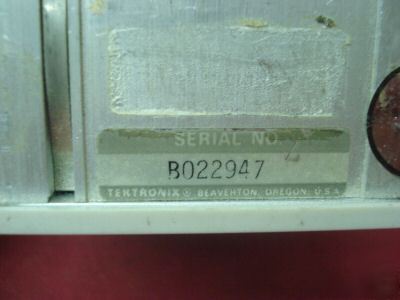 SERIAL NO.
B022947
TEKTRONIX® BEAVERTON, OREGON, U.S.A.